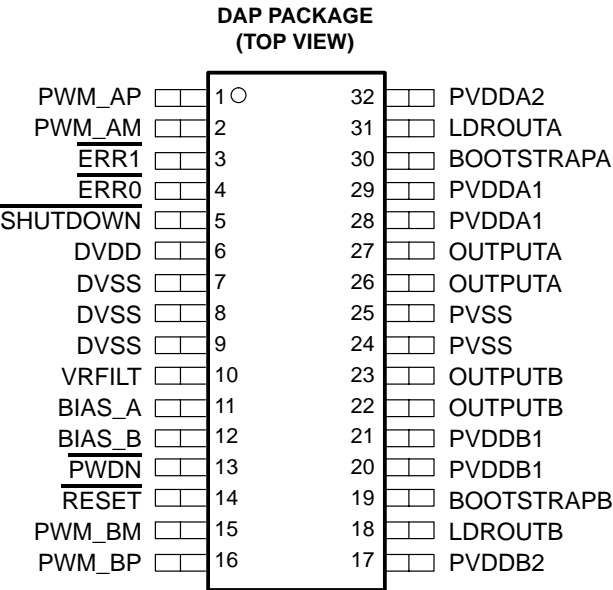 DAP PACKAGE
(TOP VIEW)
PWM_AP 1 32 PVDDA2
PWM_AM 2 31 LDROUTA
ERR1 3 30 BOOTSTRAPA
ERR0 4 29 PVDDA1
SHUTDOWN 5 28 PVDDA1
DVDD 6 27 OUTPUTA
DVSS 7 26 OUTPUTA
DVSS 8 25 PVSS
DVSS 9 24 PVSS
VRFILT 10 23 OUTPUTB
BIAS_A 11 22 OUTPUTB
BIAS_B 12 21 PVDDB1
PWDN 13 20 PVDDB1
RESET 14 19 BOOTSTRAPB
PWM_BM 15 18 LDROUTB
PWM_BP 16 17 PVDDB2